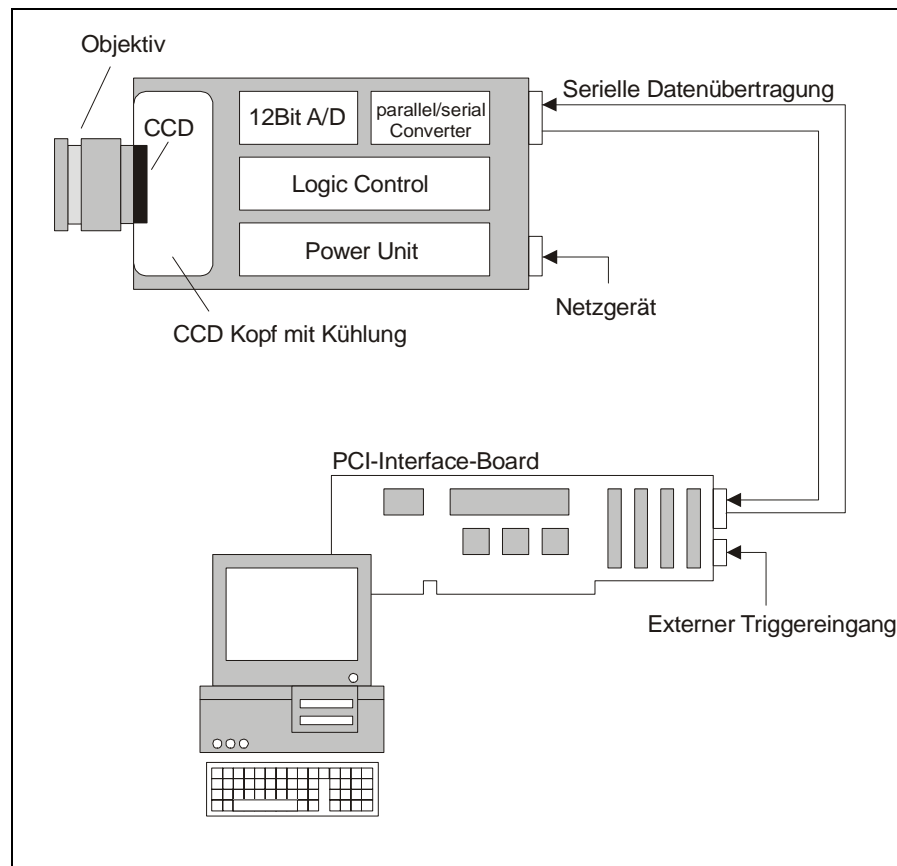 Objektiv
Serielle Datenübertragung
12Bit A/D
parallel/serial
Converter
CCD
Logic Control
Power Unit
Netzgerät
CCD Kopf mit Kühlung
PCI-Interface-Board
Externer Triggereingang